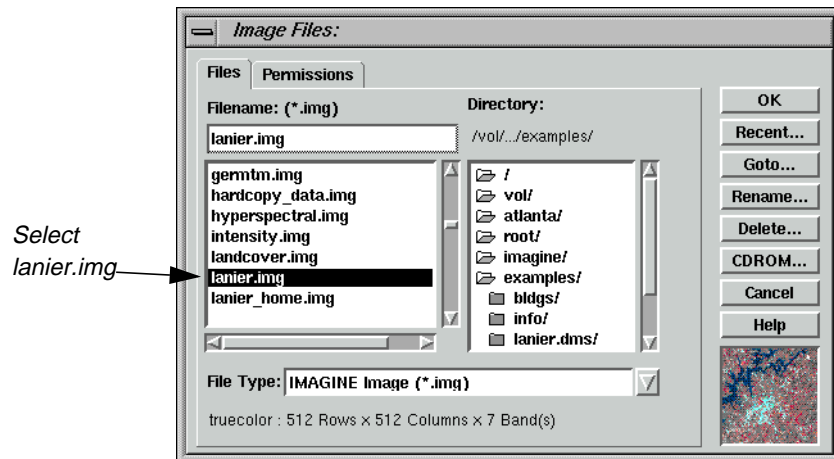 Image Files:
Files Permissions
Filename: (*.img)
Directory:
lanier.img
/vol/.../examples/
germtm.img
hardcopy_data.img
hyperspectral.img
intensity.img
landcover.img
lanier.img
lanier_home.img
/
vol/
atlanta/
root/
imagine/
examples/
bldgs/
info/
lanier.dms/
File Type: IMAGINE Image (*.img)
truecolor : 512 Rows x 512 Columns x 7 Band(s)
OK
Recent...
Goto...
Rename...
Delete...
CDROM...
Cancel
Help
Select
lanier.img